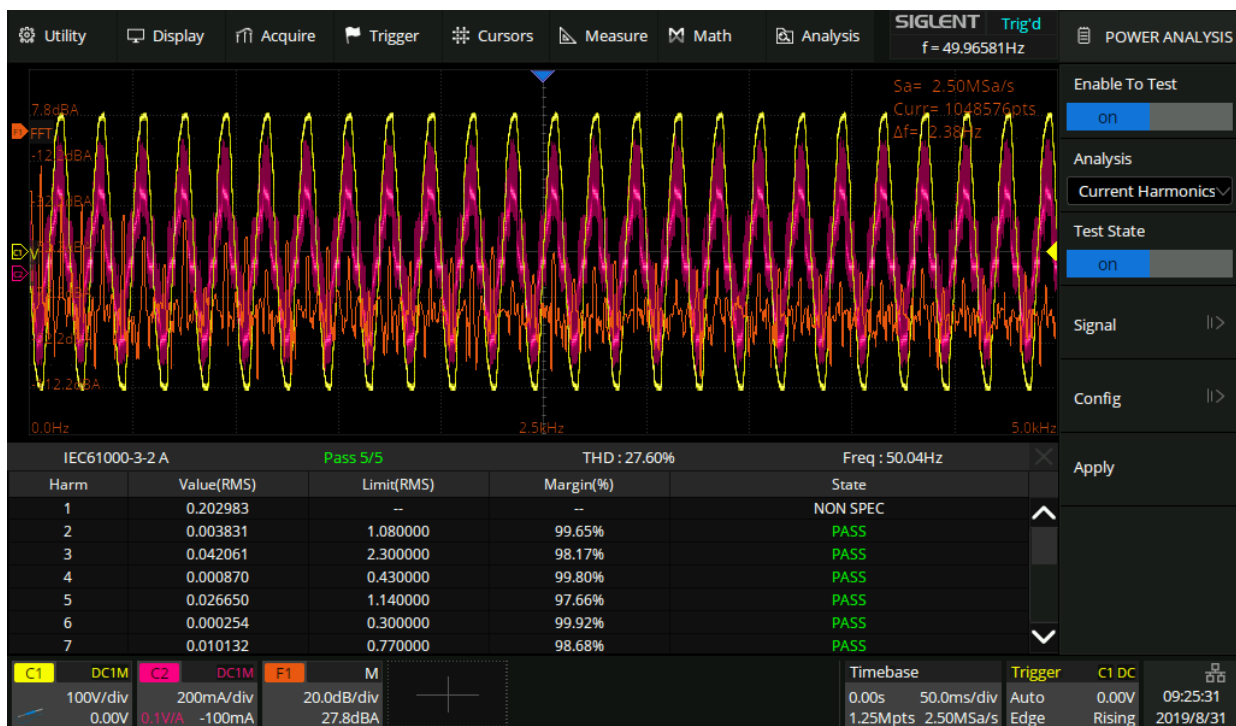 Utility Display Acquire Trigger Cursors Measure Math Analysis
SIGLENT Trig'd
f = 49.96581Hz
POWER ANALYSIS
Enable To Test
on
Analysis
Current Harmonics
Test State
on
Signal
Config
Apply
Sa= 2.50MSa/s
Curr= 1048576pts
Δf= 2.38Hz
7.8dBA
F1 FFT
-12.2dBA
-112.2dBA
0.0Hz 2.5kHz 5.0kHz
IEC61000-3-2 A Pass 5/5 THD : 27.60% Freq : 50.04Hz
Harm Value(RMS) Limit(RMS) Margin(%) State
1 0.202983 -- -- NON SPEC
2 0.003831 1.080000 99.65% PASS
3 0.042061 2.300000 98.17% PASS
4 0.000870 0.430000 99.80% PASS
5 0.026650 1.140000 97.66% PASS
6 0.000254 0.300000 99.92% PASS
7 0.010132 0.770000 98.68% PASS
C1 DC1M C2 DC1M F1 M Timebase Trigger C1 DC
100V/div 200mA/div 20.0dB/div 0.00s 50.0ms/div Auto 0.00V 09:25:31
0.00V 0.1V/A -100mA 27.8dBA 1.25Mpts 2.50MSa/s Edge Rising 2019/8/31